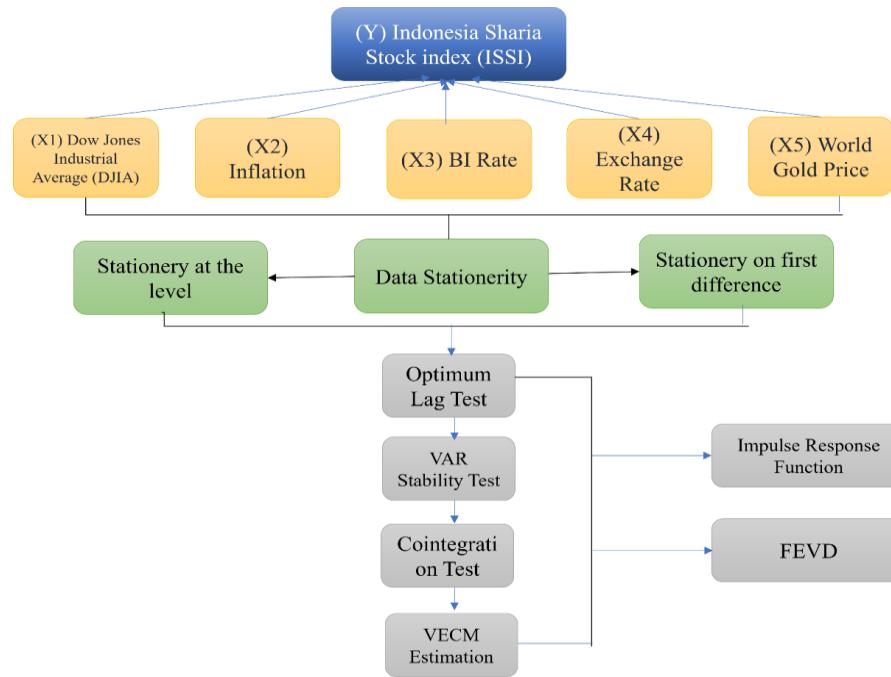 (Y) Indonesia Sharia
Stock index (ISSI)
(X1) Dow Jones
Industrial
Average (DJIA)
(X2)
Inflation
(X3) BI Rate
(X4)
Exchange
Rate
(X5) World
Gold Price
Stationery at the
level
Data Stationerity
Stationery on first
difference
Optimum
Lag Test
VAR
Stability Test
Cointegrati
on Test
VECM
Estimation
Impulse Response
Function
FEVD